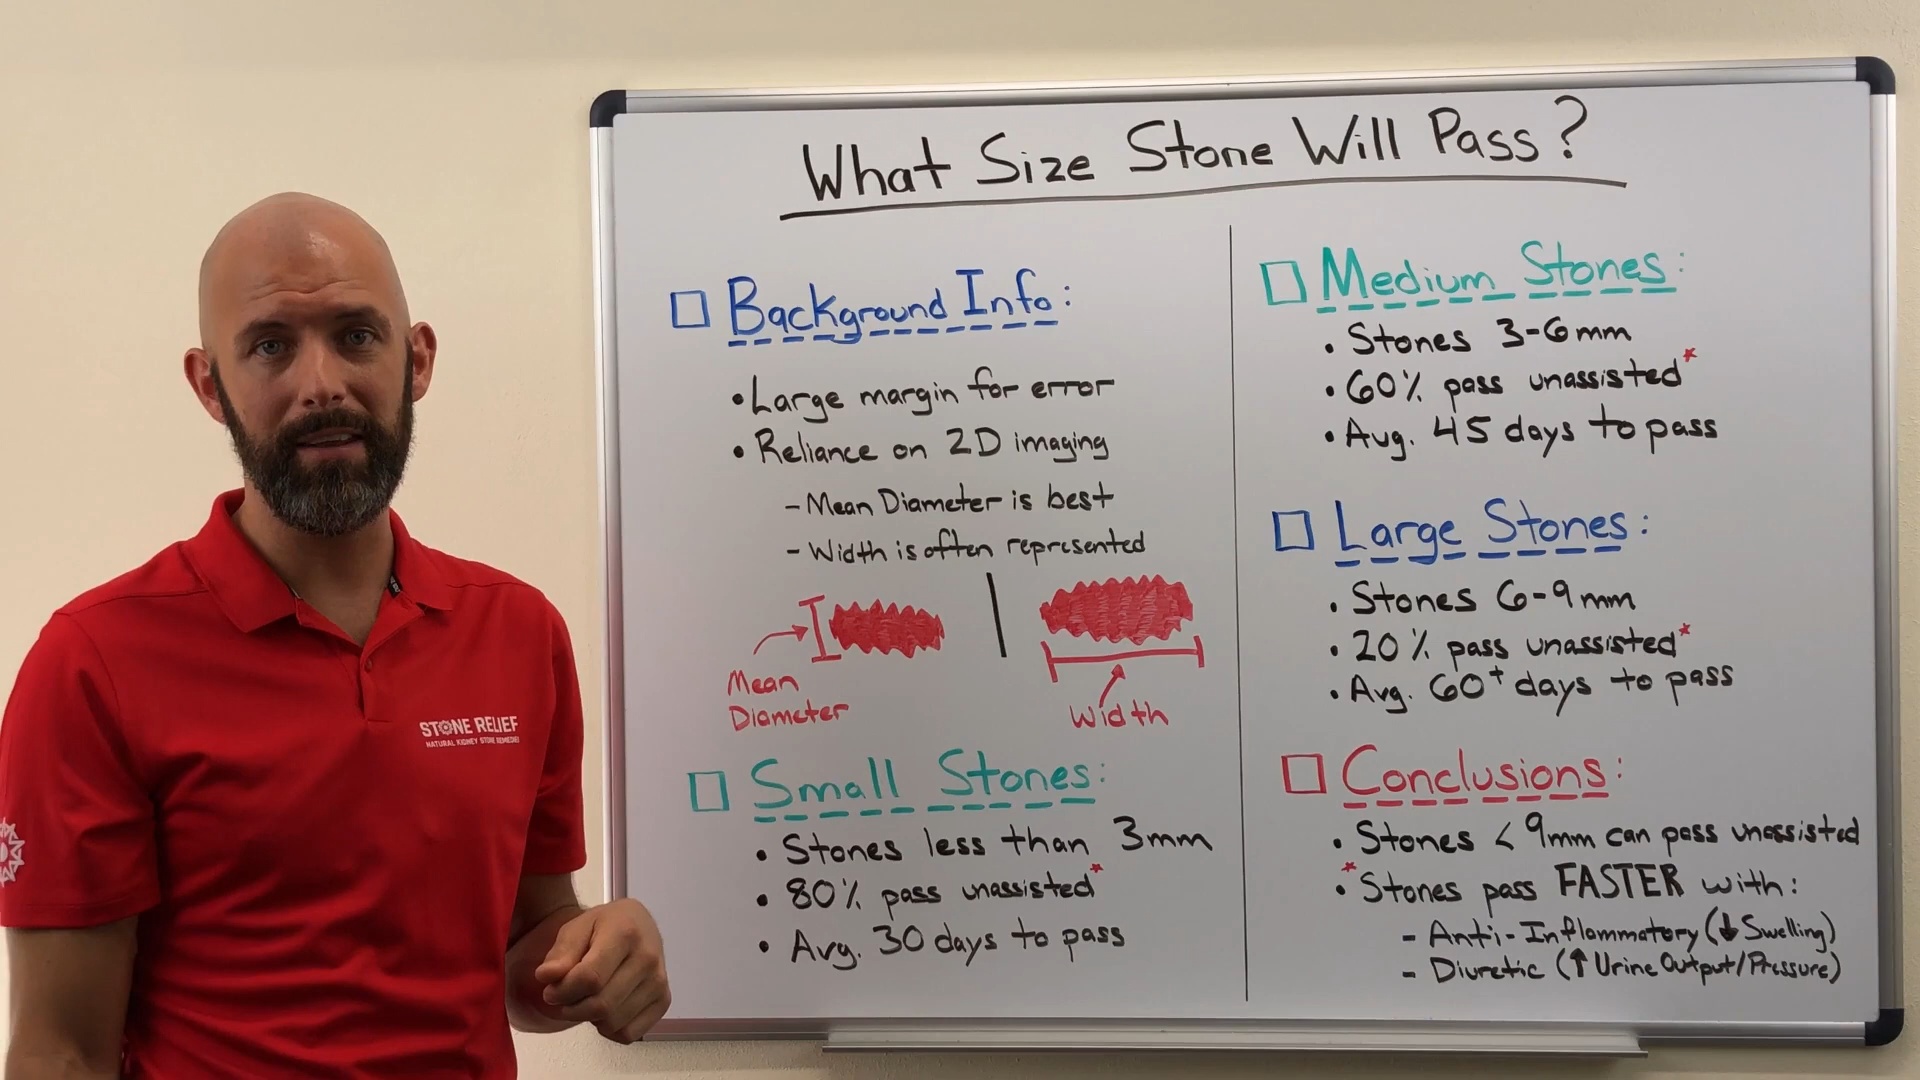 What Size Stone Will Pass?
Background Info:
• Large margin for error
• Reliance on 2D imaging
- Mean Diameter is best
- Width is often represented
Mean
Diameter
Width
Small Stones:
• Stones less than 3mm
• 80% pass unassisted*
• Avg. 30 days to pass
Medium Stones:
• Stones 3-6mm
• 60% pass unassisted*
• Avg. 45 days to pass
Large Stones:
• Stones 6-9mm
• 20% pass unassisted*
• Avg. 60+ days to pass
Conclusions:
• Stones < 9mm can pass unassisted
* • Stones pass FASTER with:
- Anti-Inflammatory (↓ Swelling)
- Diuretic (↑ Urine Output/Pressure)
STONE RELIEF
NATURAL KIDNEY STONE REMEDIES